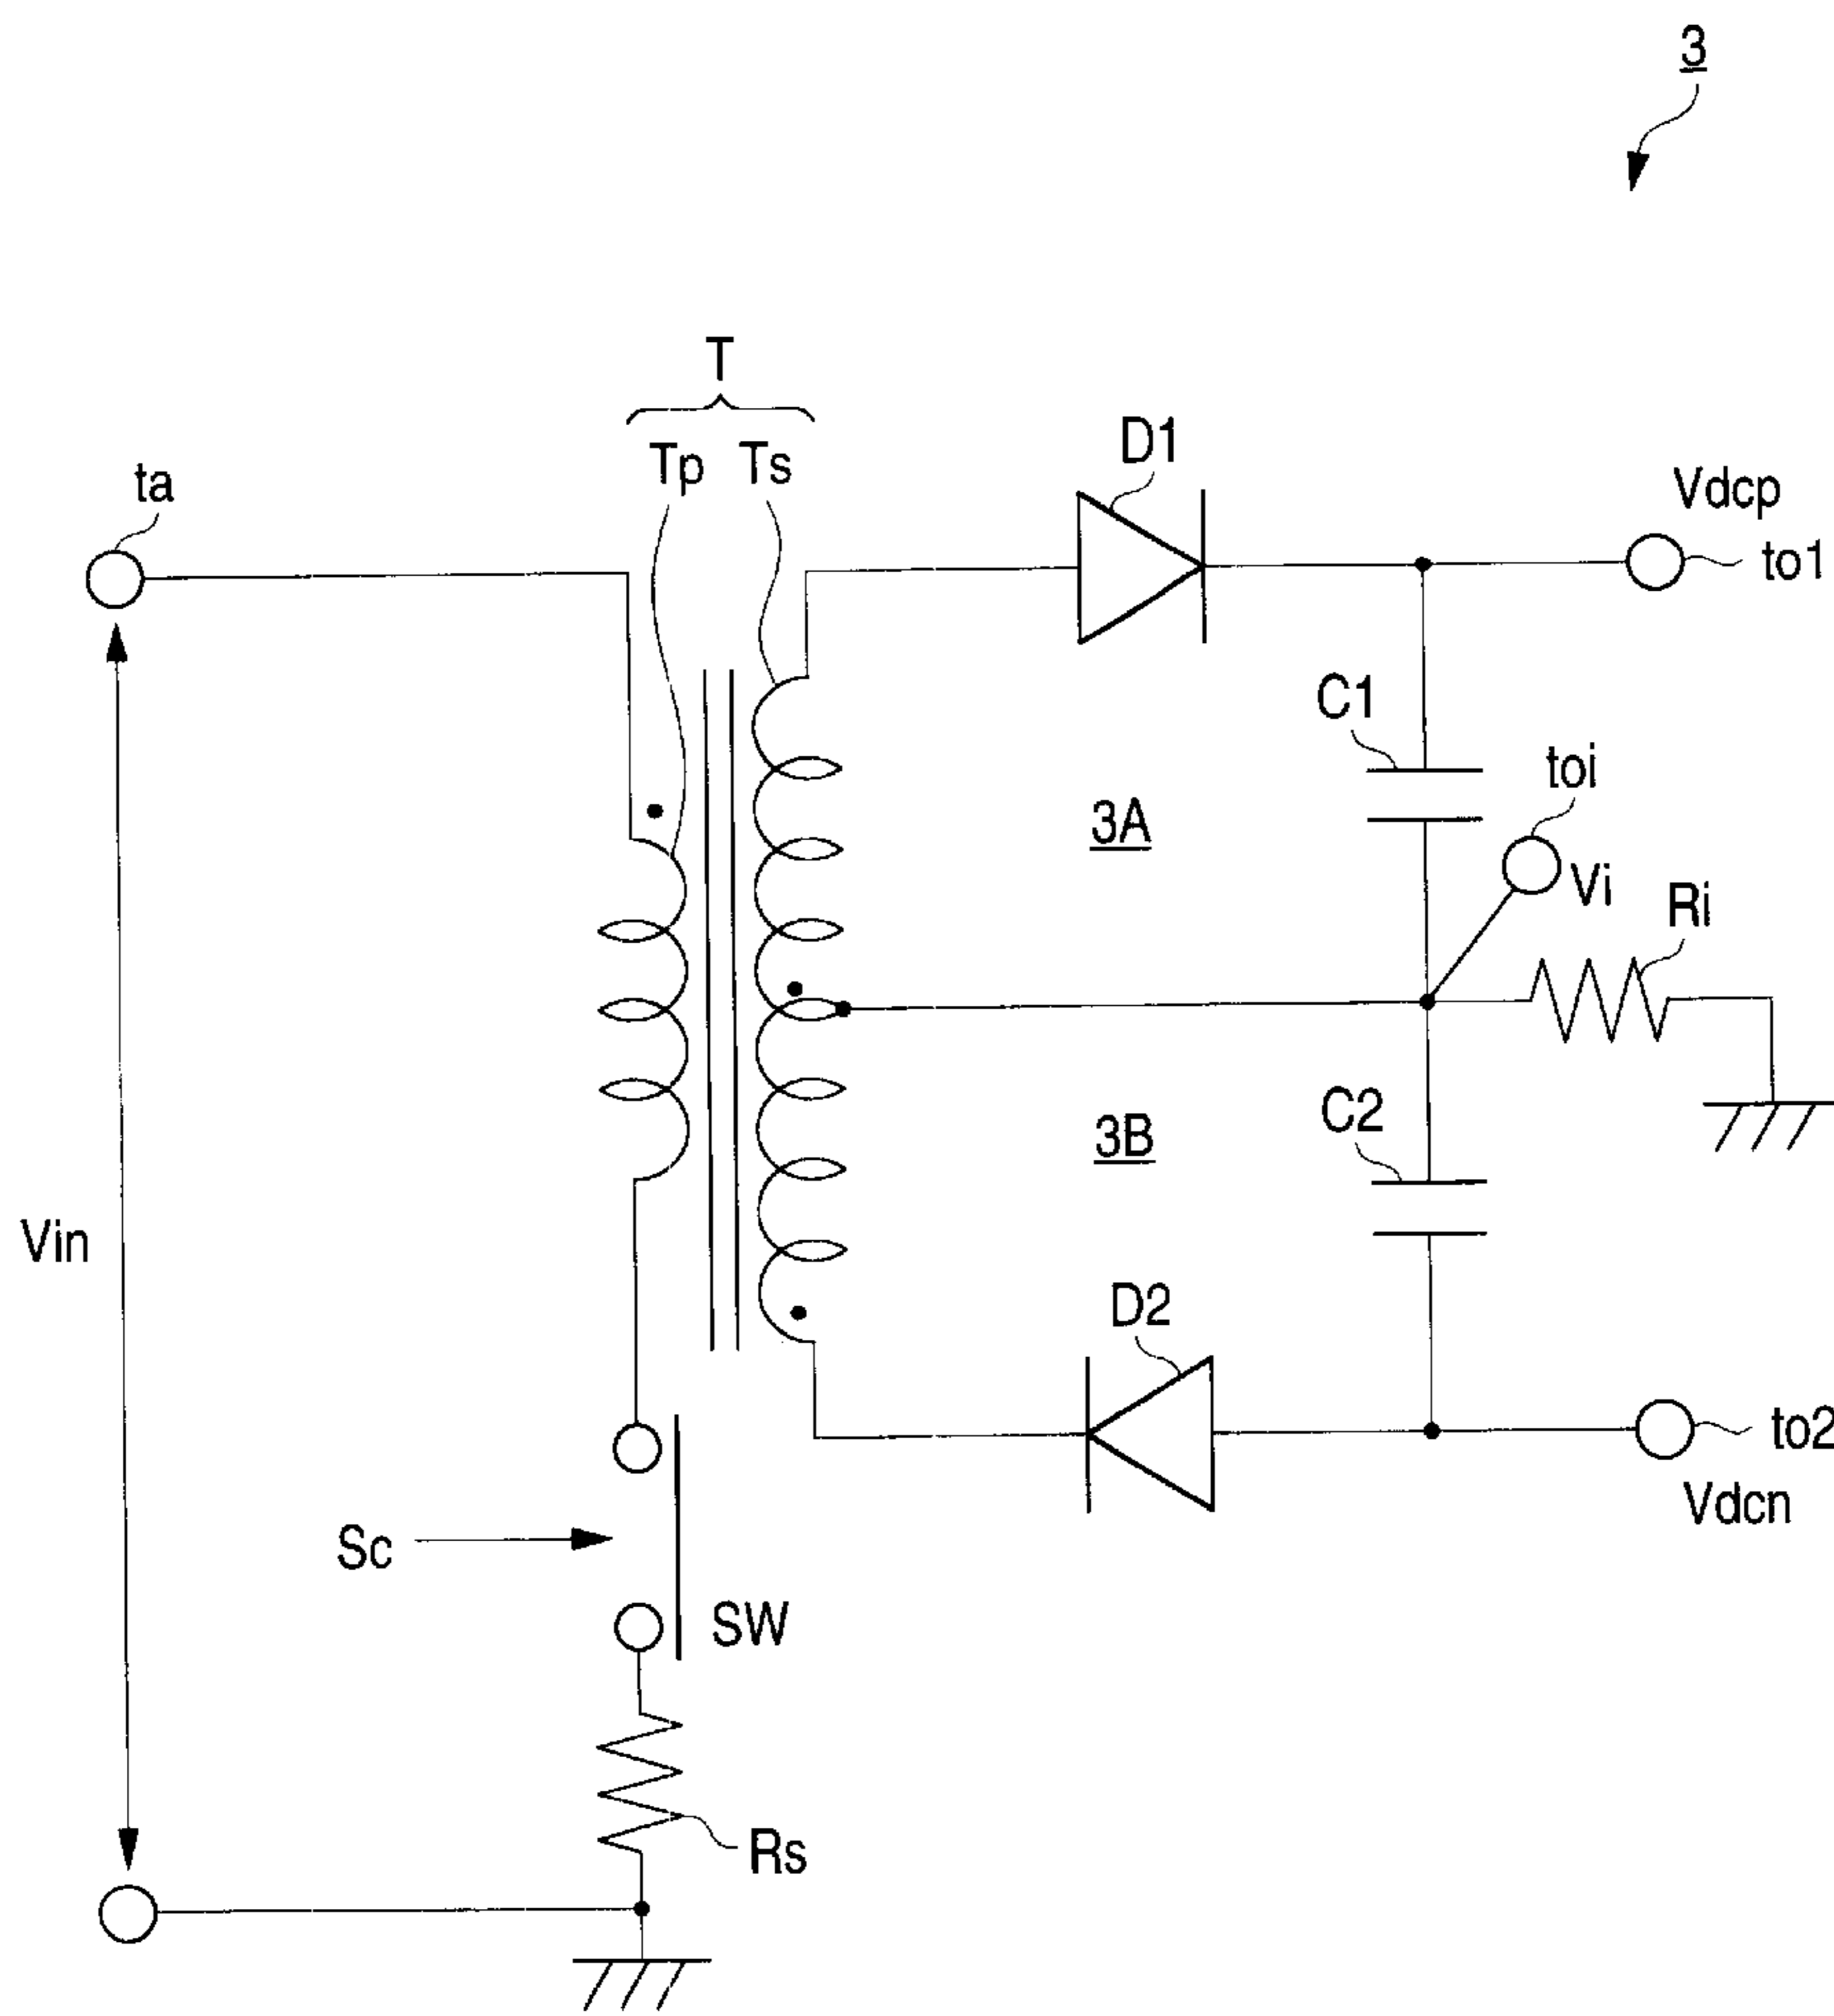 3
T
Tp
Ts
D1
ta
Vdcp
to1
C1
toi
3A
Vi
Ri
C2
3B
Vin
D2
to2
Vdcn
Sc
SW
Rs